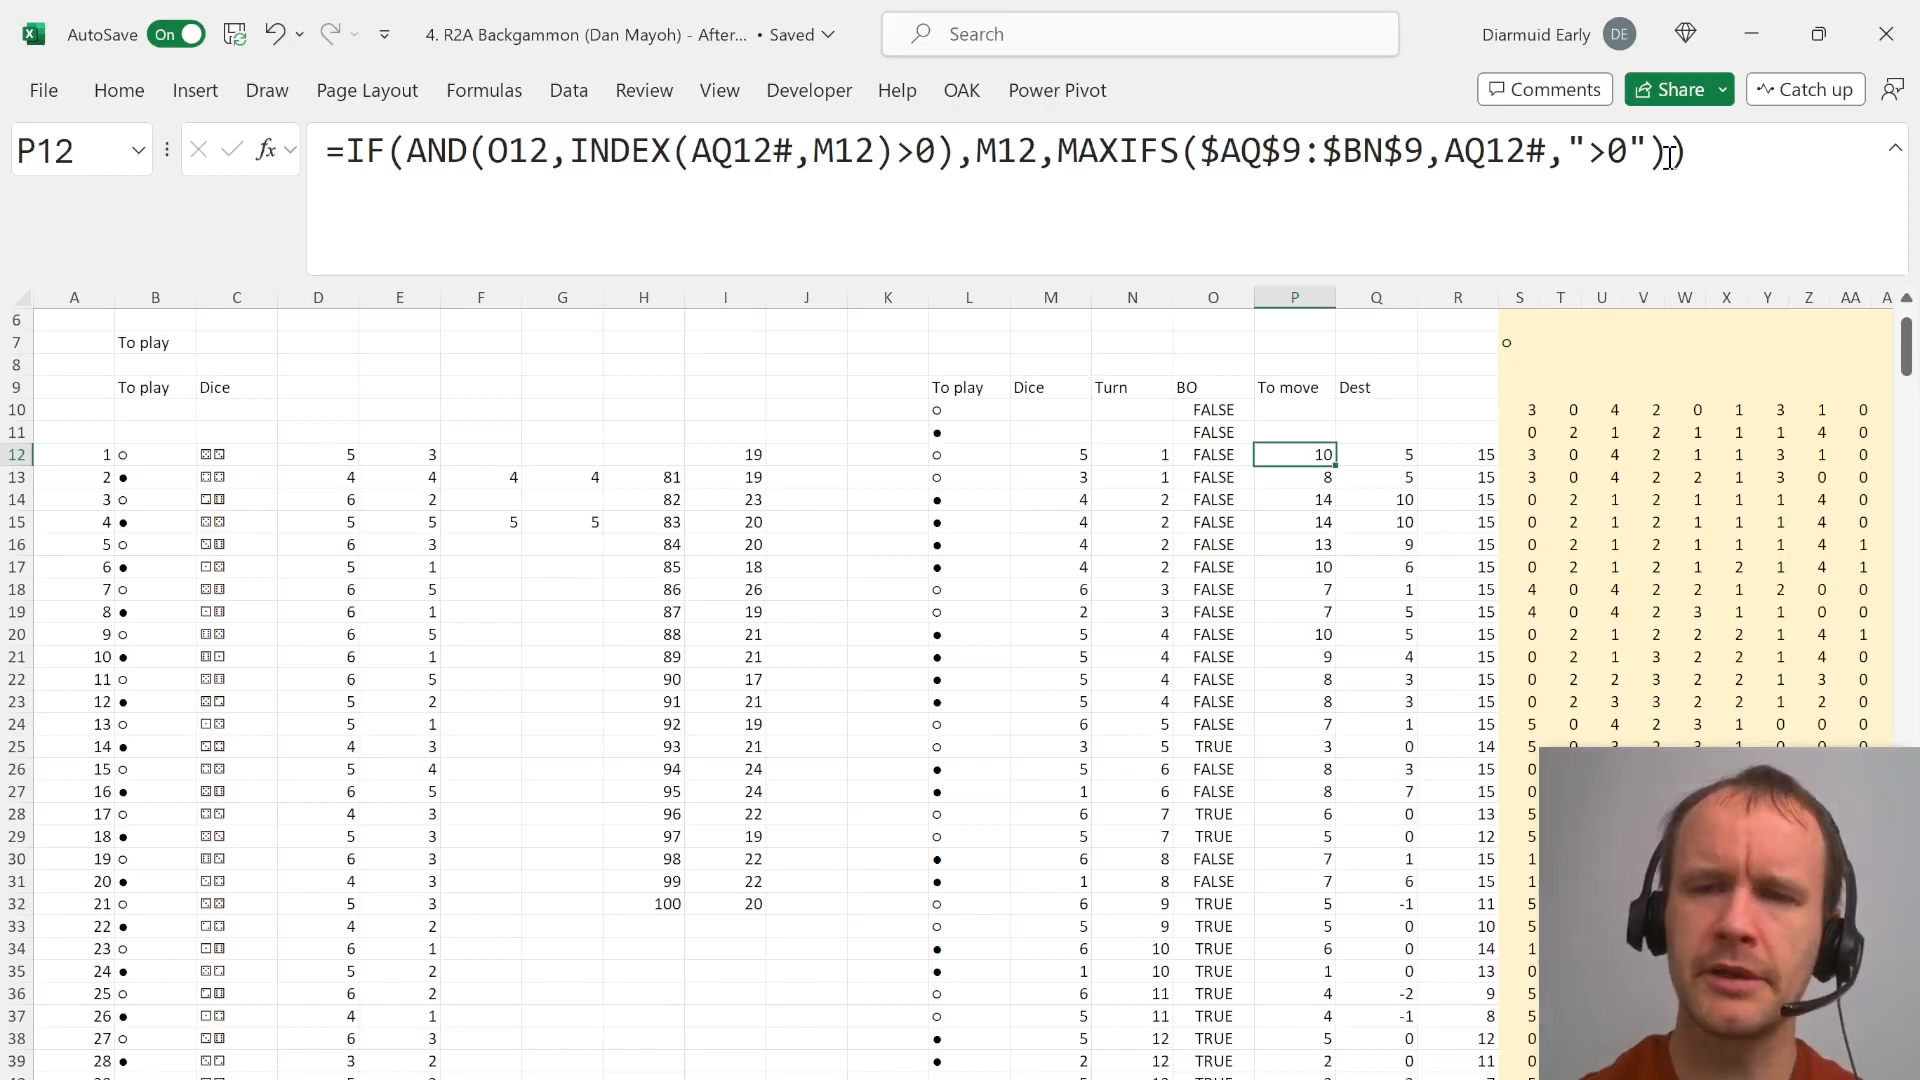 AutoSave On 4. R2A Backgammon (Dan Mayoh) - After... • Saved Search Diarmuid Early DE
File Home Insert Draw Page Layout Formulas Data Review View Developer Help OAK Power Pivot Comments Share Catch up
P12 fx =IF(AND(O12,INDEX(AQ12#,M12)>0),M12,MAXIFS($AQ$9:$BN$9,AQ12#,">0"))
A B C D E F G H I J K L M N O P Q R S T U V W X Y Z AA A
6
7 To play ○
8
9 To play Dice To play Dice Turn BO To move Dest
10 ○ FALSE 3 0 4 2 0 1 3 1 0
11 ● FALSE 0 2 1 2 1 1 1 4 0
12 1 ○ ⚄⚂ 5 3 19 ○ 5 1 FALSE 10 5 15 3 0 4 2 1 1 3 1 0
13 2 ● ⚃⚃ 4 4 4 4 81 19 ○ 3 1 FALSE 8 5 15 3 0 4 2 2 1 3 0 0
14 3 ○ 6 2 82 23 ● 4 2 FALSE 14 10 15 0 2 1 2 1 1 1 4 0
15 4 ● ⚄⚄ 5 5 5 5 83 20 ● 4 2 FALSE 14 10 15 0 2 1 2 1 1 1 4 0
16 5 ○ 6 3 84 20 ● 4 2 FALSE 13 9 15 0 2 1 2 1 1 1 4 1
17 6 ● 5 1 85 18 ● 4 2 FALSE 10 6 15 0 2 1 2 1 2 1 4 1
18 7 ○ 6 5 86 26 ○ 6 3 FALSE 7 1 15 4 0 4 2 2 1 2 0 0
19 8 ● 6 1 87 19 ○ 2 3 FALSE 7 5 15 4 0 4 2 3 1 1 0 0
20 9 ○ 6 5 88 21 ● 5 4 FALSE 10 5 15 0 2 1 2 2 2 1 4 1
21 10 ● 6 1 89 21 ● 5 4 FALSE 9 4 15 0 2 1 3 2 2 1 4 0
22 11 ○ 6 5 90 17 ● 5 4 FALSE 8 3 15 0 2 2 3 2 2 1 3 0
23 12 ● 5 2 91 21 ● 5 4 FALSE 8 3 15 0 2 3 3 2 2 1 2 0
24 13 ○ 5 1 92 19 ○ 6 5 FALSE 7 1 15 5 0 4 2 3 1 0 0 0
25 14 ● 4 3 93 21 ○ 3 5 TRUE 3 0 14 5 0 3 2 3 1 0 0 0
26 15 ○ 5 4 94 24 ● 5 6 FALSE 8 3 15 0
27 16 ● 6 5 95 24 ● 1 6 FALSE 8 7 15 0
28 17 ○ 4 3 96 22 ○ 6 7 TRUE 6 0 13 5
29 18 ● 5 3 97 19 ○ 5 7 TRUE 5 0 12 5
30 19 ○ 6 3 98 22 ● 6 8 FALSE 7 1 15 1
31 20 ● 4 3 99 22 ● 1 8 FALSE 7 6 15 1
32 21 ○ 5 3 100 20 ○ 6 9 TRUE 5 -1 11 5
33 22 ● 4 2 ○ 5 9 TRUE 5 0 10 5
34 23 ○ 6 1 ● 6 10 TRUE 6 0 14 1
35 24 ● 5 2 ● 1 10 TRUE 1 0 13 0
36 25 ○ 6 2 ○ 6 11 TRUE 4 -2 9 5
37 26 ● 4 1 ○ 5 11 TRUE 4 -1 8 5
38 27 ○ 6 3 ● 5 12 TRUE 5 0 12 0
39 28 ● 3 2 ● 2 12 TRUE 2 0 11 0